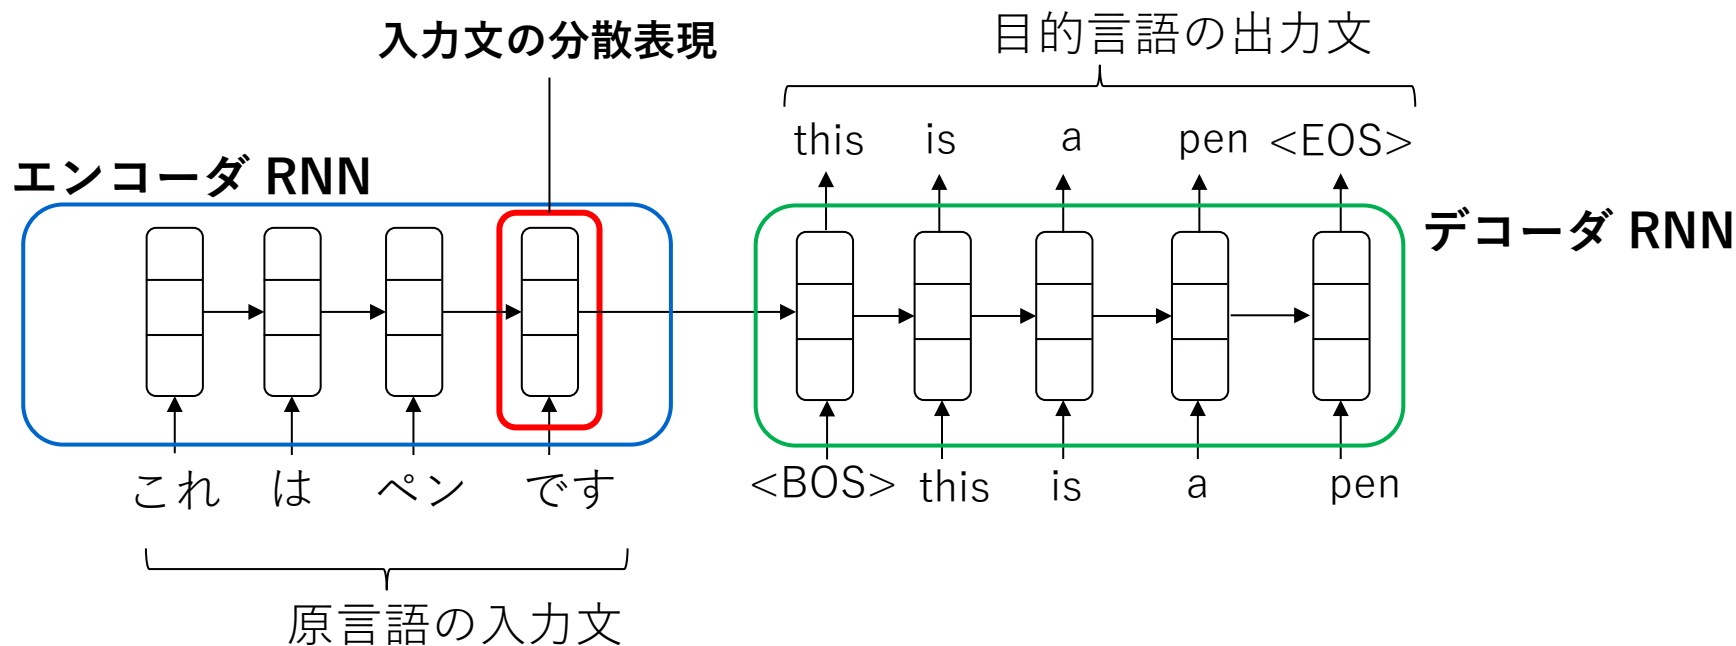 入力文の分散表現
目的言語の出力文
this is a pen <EOS>
エンコーダ RNN
デコーダ RNN
これ は ペン です
<BOS> this is a pen
原言語の入力文